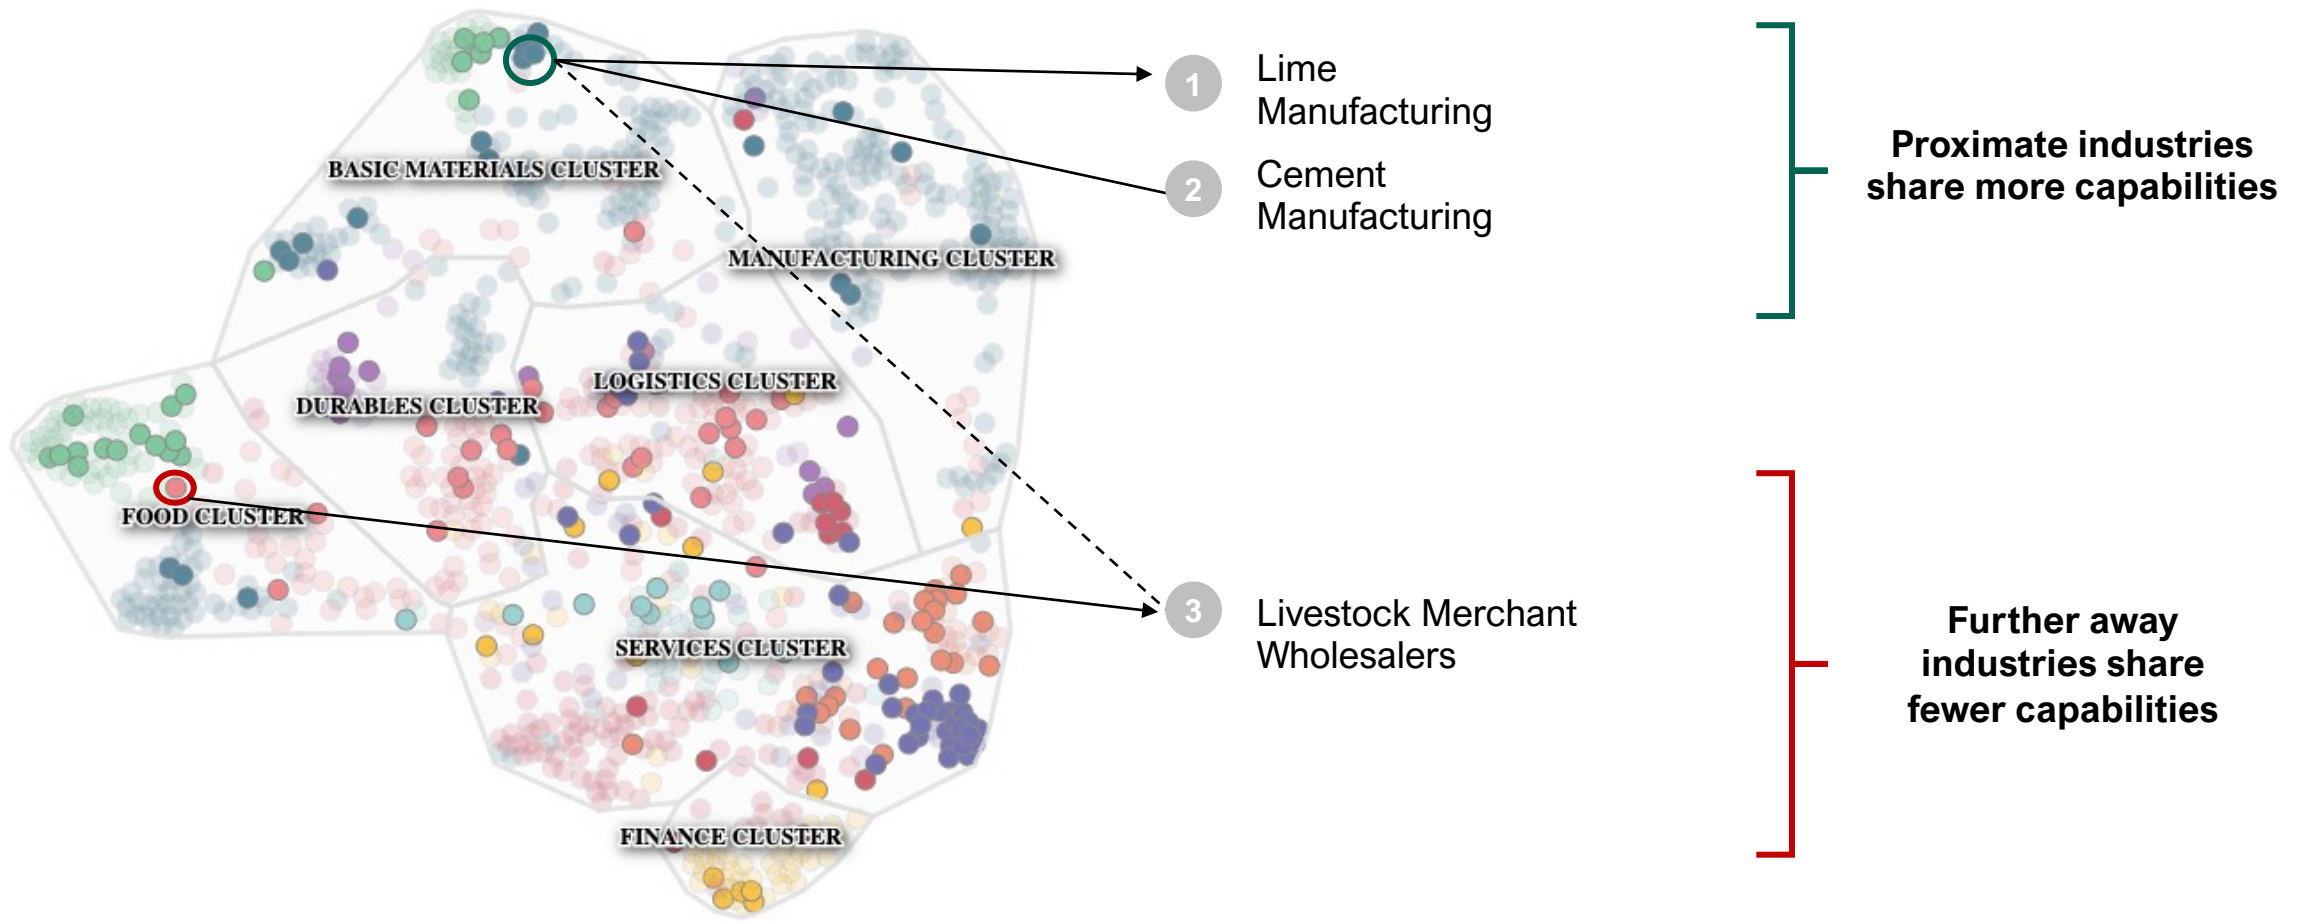 BASIC MATERIALS CLUSTER
MANUFACTURING CLUSTER
LOGISTICS CLUSTER
DURABLES CLUSTER
FOOD CLUSTER
SERVICES CLUSTER
FINANCE CLUSTER
1
Lime
Manufacturing
2
Cement
Manufacturing
3
Livestock Merchant
Wholesalers
Proximate industries
share more capabilities
Further away
industries share
fewer capabilities